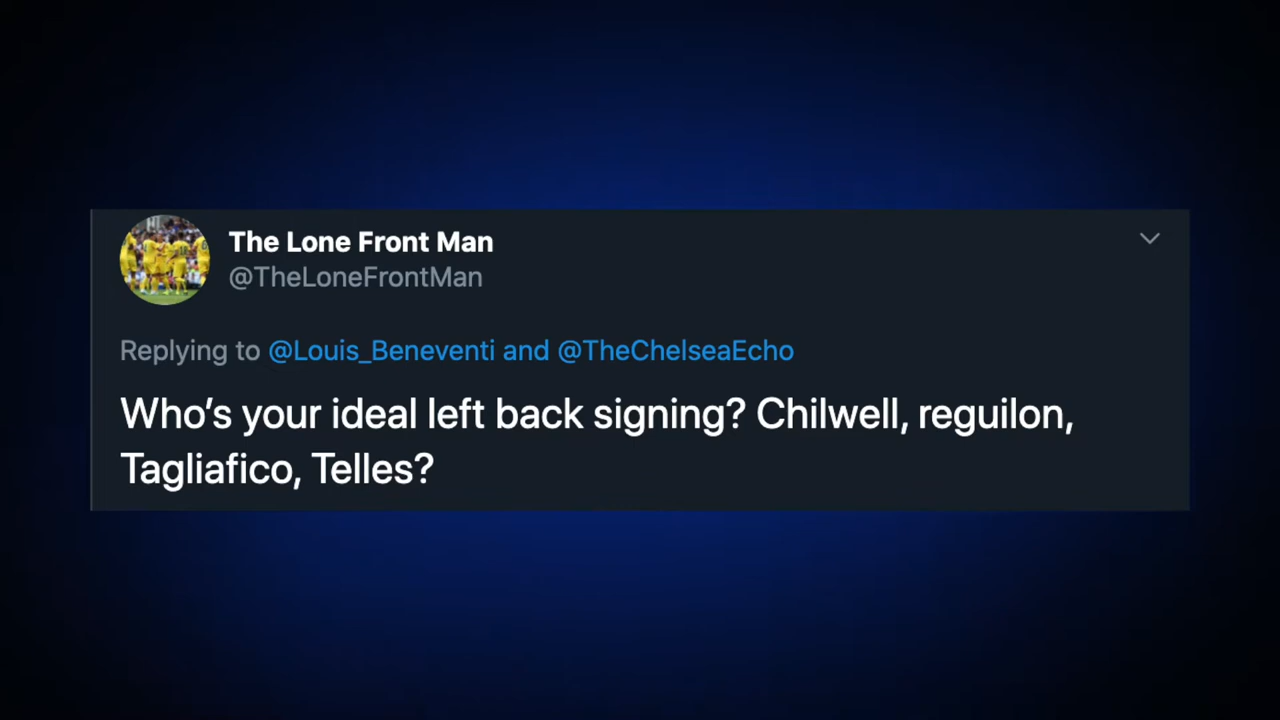 The Lone Front Man
@TheLoneFrontMan
Replying to @Louis_Beneventi and @TheChelseaEcho
Who’s your ideal left back signing? Chilwell, reguilon,
Tagliafico, Telles?